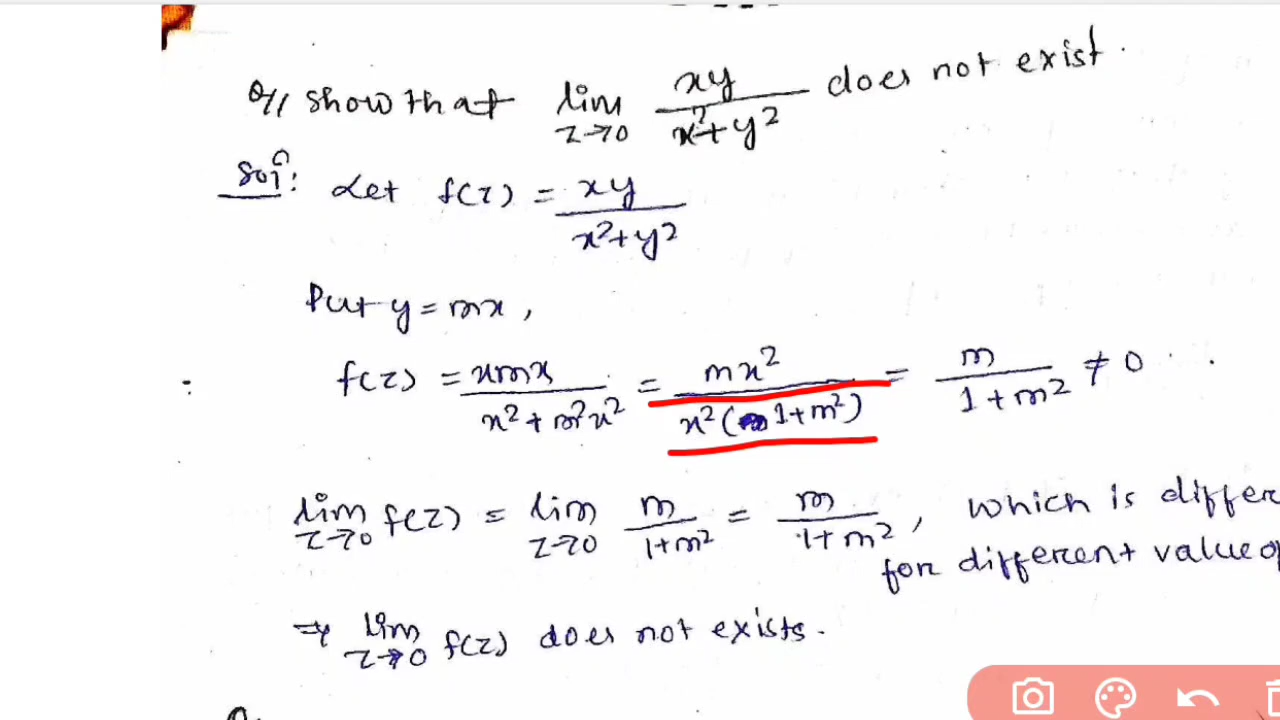 Q// show that lim z→0 xy/(x²+y²) does not exist.
Solⁿ: Let f(z) = xy/(x²+y²)
Put y = mx,
f(z) = xmx/(x²+m²x²) = mx²/(x²(1+m²)) = m/(1+m²) ≠ 0
lim z→0 f(z) = lim z→0 m/(1+m²) = m/(1+m²), which is differ
for different value of
⇒ lim z→0 f(z) does not exists.